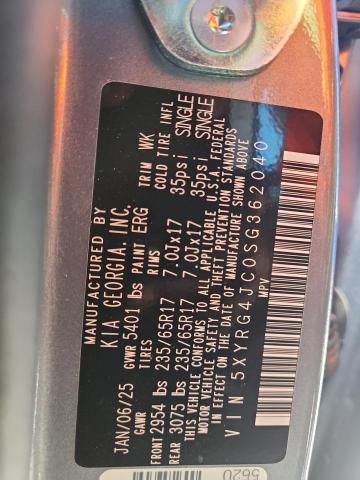 MANUFACTURED BY
KIA GEORGIA, INC.
JAN/06/25 GVWR 5401 lbs PAINT ERG TRIM WK
GAWR TIRES RIMS COLD TIRE INFL
FRONT 2954 lbs 235/65R17 7.0Jx17 35psi SINGLE
REAR 3075 lbs 235/65R17 7.0Jx17 35psi SINGLE
THIS VEHICLE CONFORMS TO ALL APPLICABLE U.S.A. FEDERAL
MOTOR VEHICLE SAFETY AND THEFT PREVENTION STANDARDS
IN EFFECT ON THE DATE OF MANUFACTURE SHOWN ABOVE
VIN 5XYRG4JC0SG362040
MPV
5620